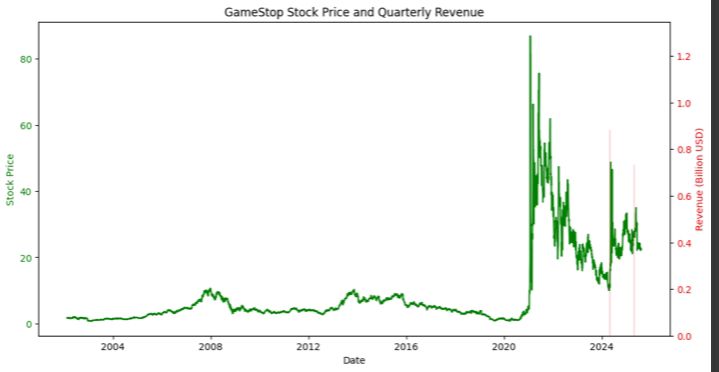 GameStop Stock Price and Quarterly Revenue
80
60
40
20
0
Stock Price
1.2
1.0
0.8
0.6
0.4
0.2
0.0
Revenue (Billion USD)
2004 2008 2012 2016 2020 2024
Date